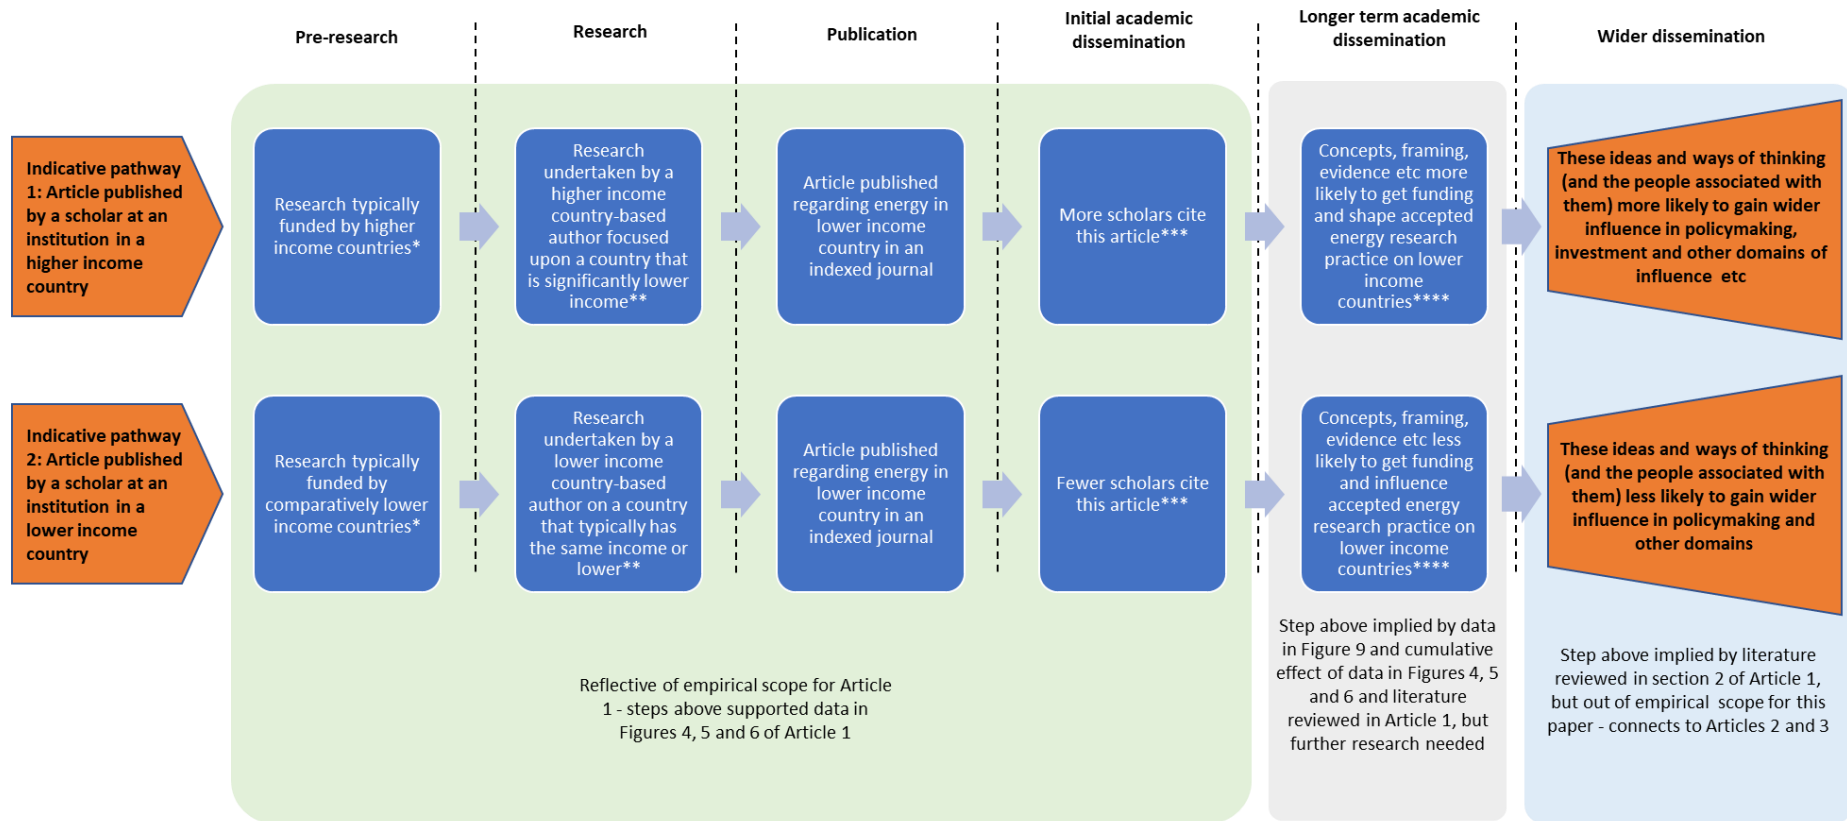 Pre-research
Research
Publication
Initial academic
dissemination
Longer term academic
dissemination
Wider dissemination
Indicative pathway
1: Article published
by a scholar at an
institution in a
higher income
country
Research typically
funded by higher
income countries*
Research
undertaken by a
higher income
country-based
author focused
upon a country that
is significantly lower
income**
Article published
regarding energy in
lower income
country in an
indexed journal
More scholars cite
this article***
Concepts, framing,
evidence etc more
likely to get funding
and shape accepted
energy research
practice on lower
income
countries****
These ideas and ways of thinking
(and the people associated with
them) more likely to gain wider
influence in policymaking,
investment and other domains of
influence etc
Indicative pathway
2: Article published
by a scholar at an
institution in a
lower income
country
Research typically
funded by
comparatively lower
income countries*
Research
undertaken by a
lower income
country-based
author on a country
that typically has
the same income or
lower**
Article published
regarding energy in
lower income
country in an
indexed journal
Fewer scholars cite
this article***
Concepts, framing,
evidence etc less
likely to get funding
and influence
accepted energy
research practice on
lower income
countries****
These ideas and ways of thinking
(and the people associated with
them) less likely to gain wider
influence in policymaking and
other domains
Reflective of empirical scope for Article
1 - steps above supported data in
Figures 4, 5 and 6 of Article 1
Step above implied by data
in Figure 9 and cumulative
effect of data in Figures 4, 5
and 6 and literature
reviewed in Article 1, but
further research needed
Step above implied by literature
reviewed in section 2 of Article 1,
but out of empirical scope for this
paper - connects to Articles 2 and 3